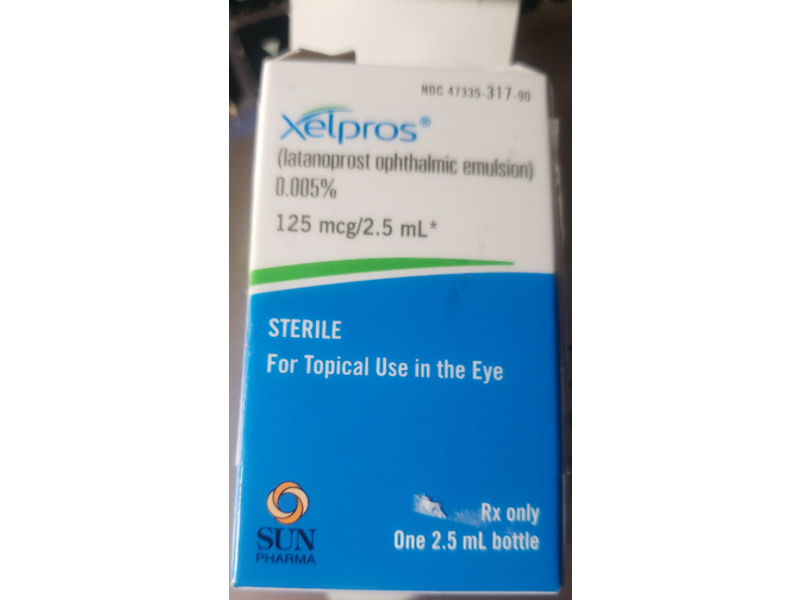 NDC 47335-317-90
Xelpros®
(latanoprost ophthalmic emulsion)
0.005%
125 mcg/2.5 mL*
STERILE
For Topical Use in the Eye
Rx only
One 2.5 mL bottle
SUN
PHARMA